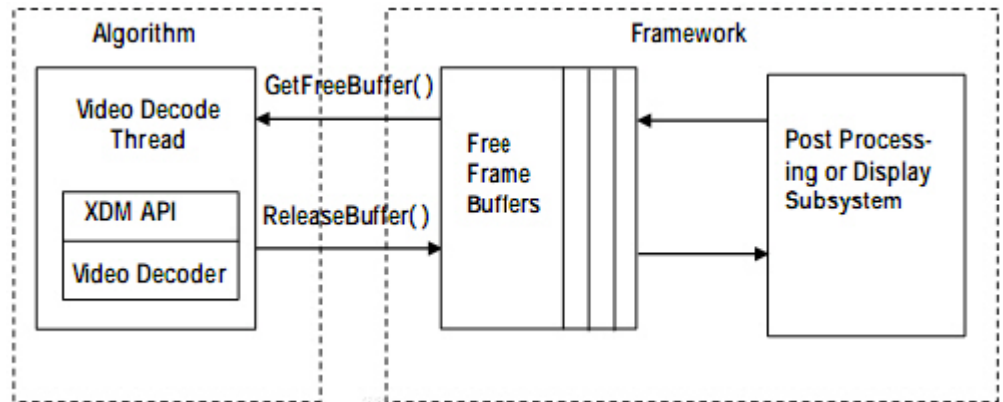 Algorithm
Framework
Video Decode
Thread
XDM API
Video Decoder
GetFreeBuffer( )
ReleaseBuffer( )
Free
Frame
Buffers
Post Process-
ing or Display
Subsystem